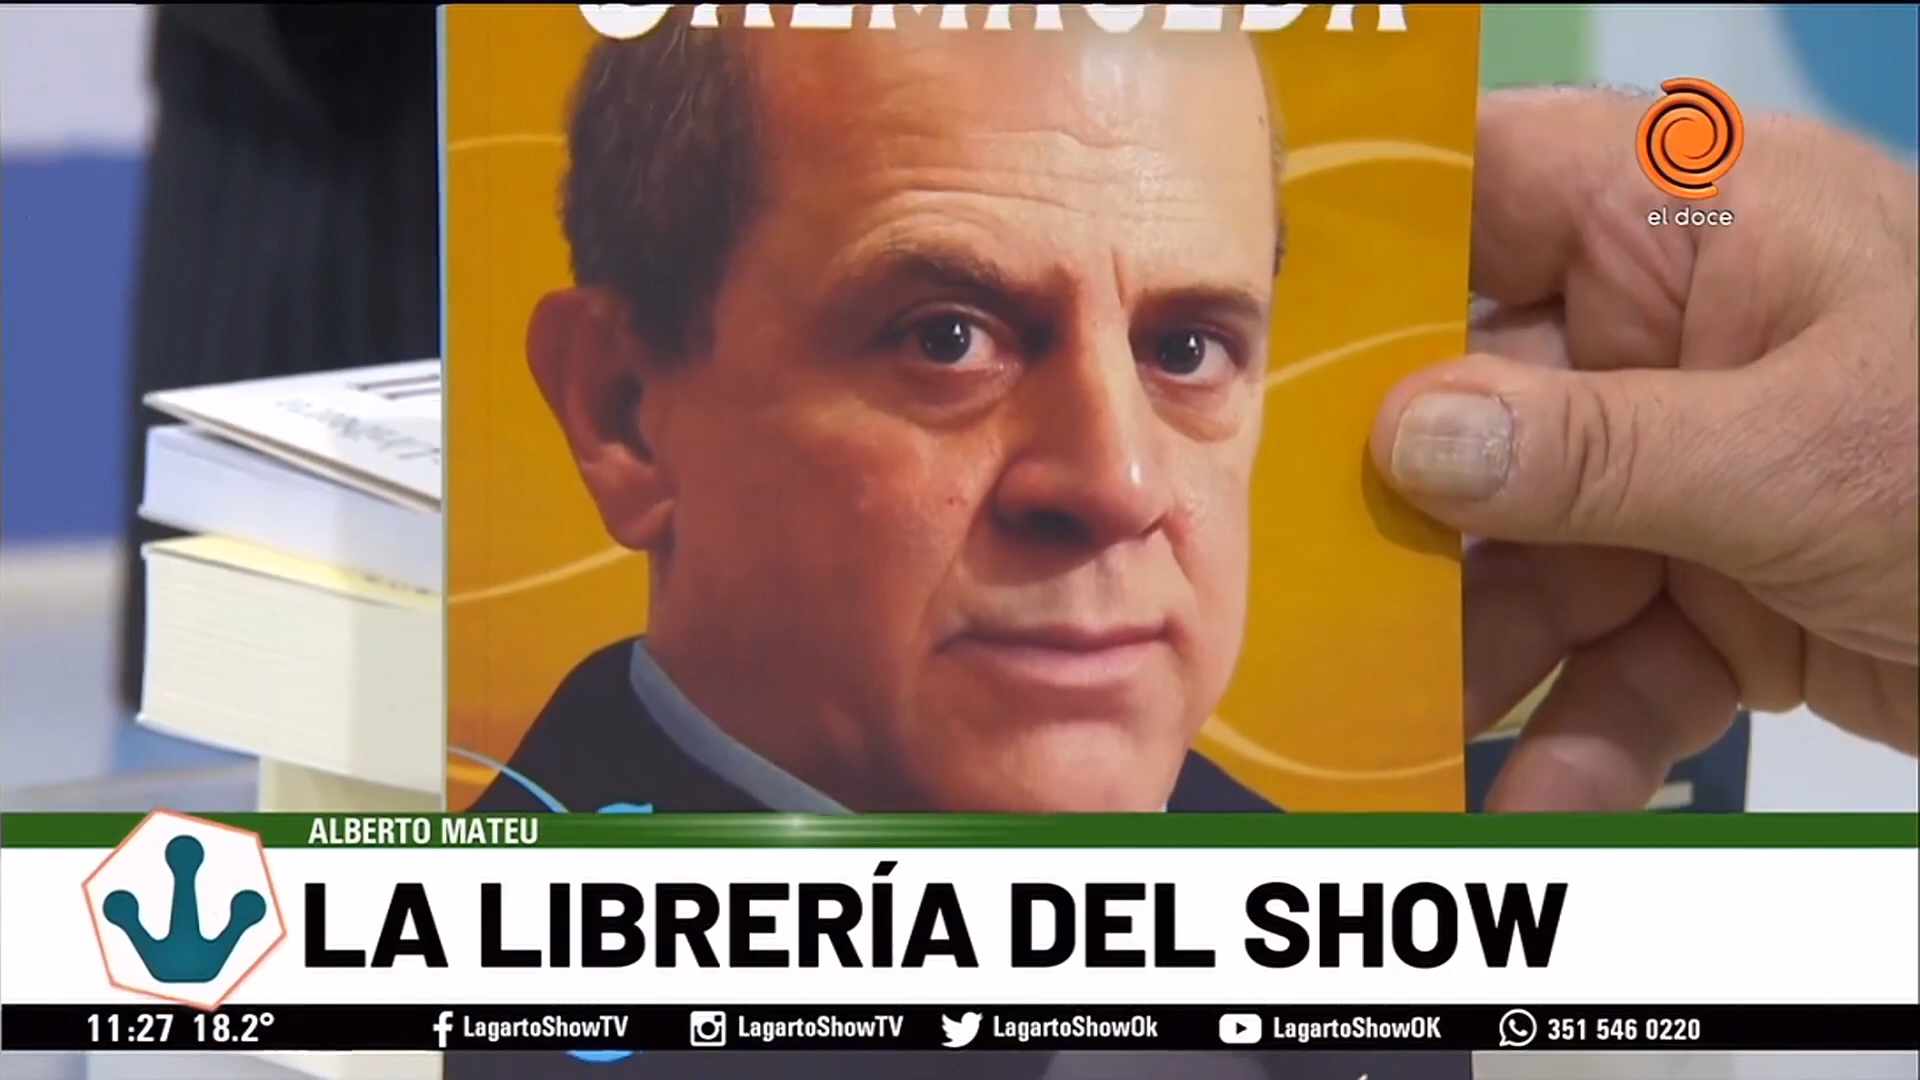 el doce
ALBERTO MATEU
LA LIBRERÍA DEL SHOW
11:27 18.2° LagartoShowTV LagartoShowTV LagartoShowOk LagartoShowOK 351 546 0220